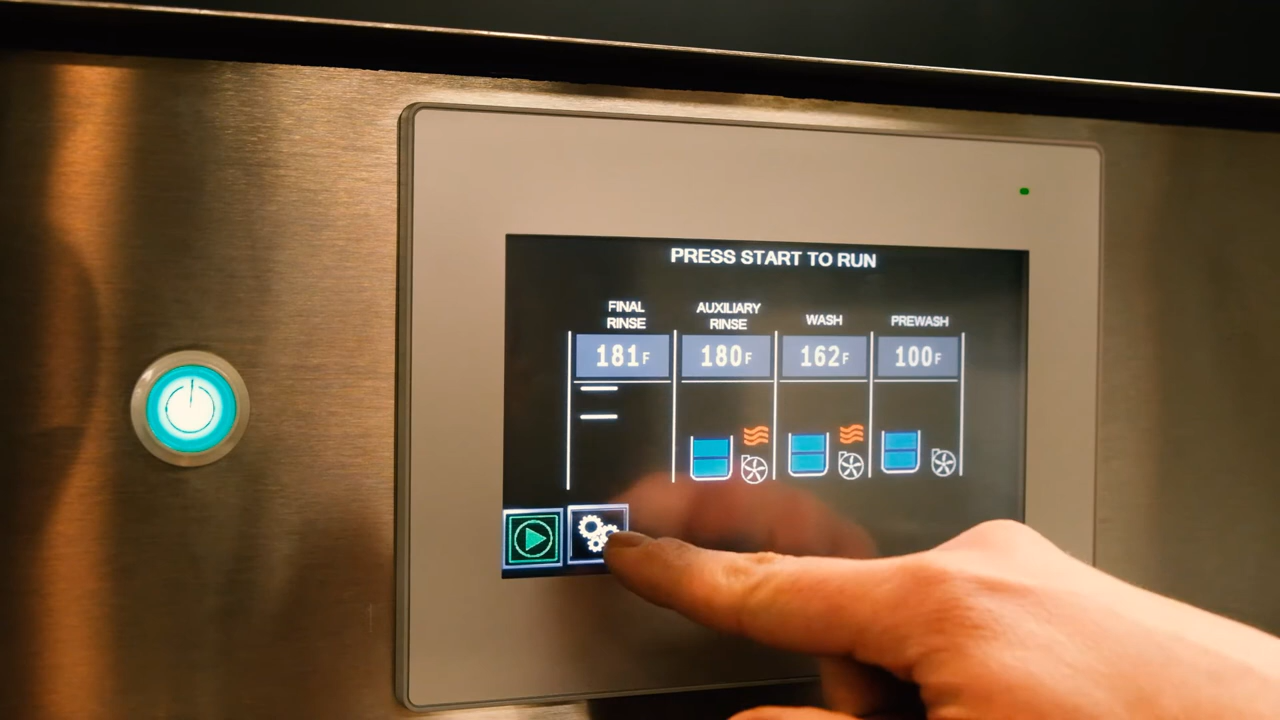 PRESS START TO RUN
FINAL
RINSE
AUXILIARY
RINSE
WASH
PREWASH
181F
180F
162F
100F